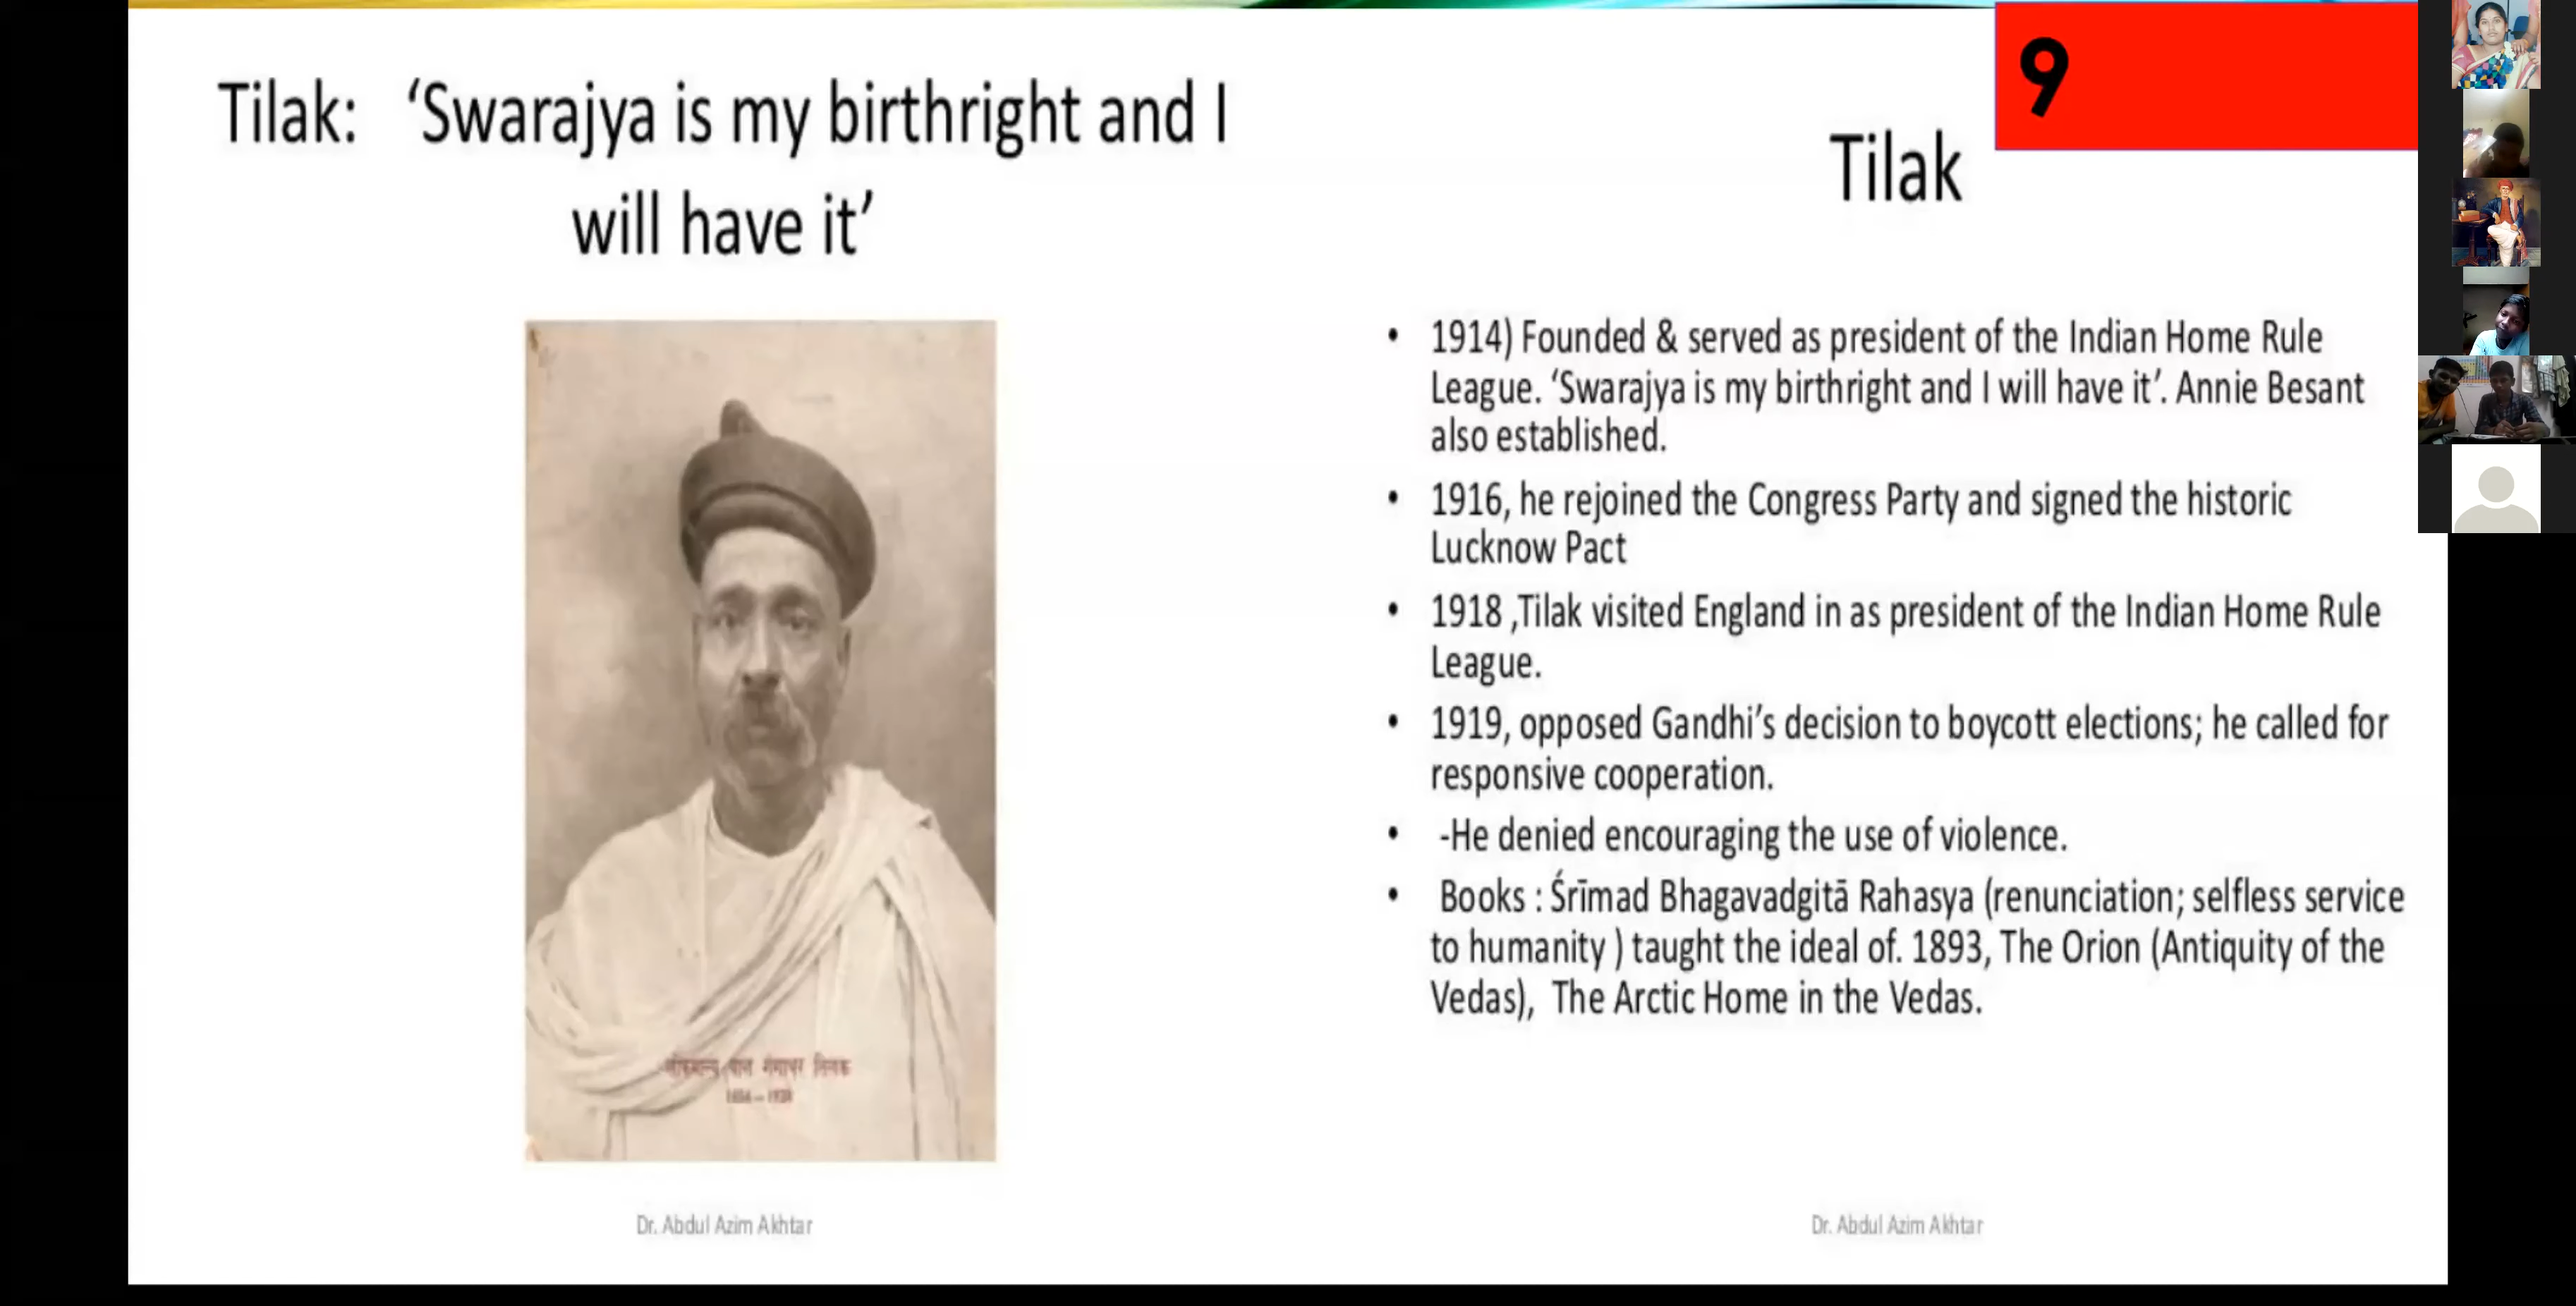 Tilak: ‘Swarajya is my birthright and I
will have it’
Dr. Abdul Azim Akhtar
9
Tilak
• 1914) Founded & served as president of the Indian Home Rule
League. ‘Swarajya is my birthright and I will have it’. Annie Besant
also established.
• 1916, he rejoined the Congress Party and signed the historic
Lucknow Pact
• 1918 ,Tilak visited England in as president of the Indian Home Rule
League.
• 1919, opposed Gandhi’s decision to boycott elections; he called for
responsive cooperation.
• -He denied encouraging the use of violence.
• Books : Śrīmad Bhagavadgitā Rahasya (renunciation; selfless service
to humanity ) taught the ideal of. 1893, The Orion (Antiquity of the
Vedas), The Arctic Home in the Vedas.
Dr. Abdul Azim Akhtar